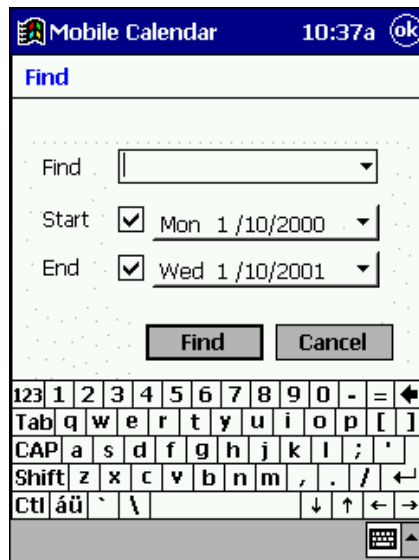 Mobile Calendar 10:37a ok
Find
Find
Start Mon 1 /10/2000
End Wed 1 /10/2001
Find Cancel
123 1 2 3 4 5 6 7 8 9 0 - = 
Tab q w e r t y u i o p [ ]
CAP a s d f g h j k l ; '
Shift z x c v b n m , . /
Ctl áü ` \